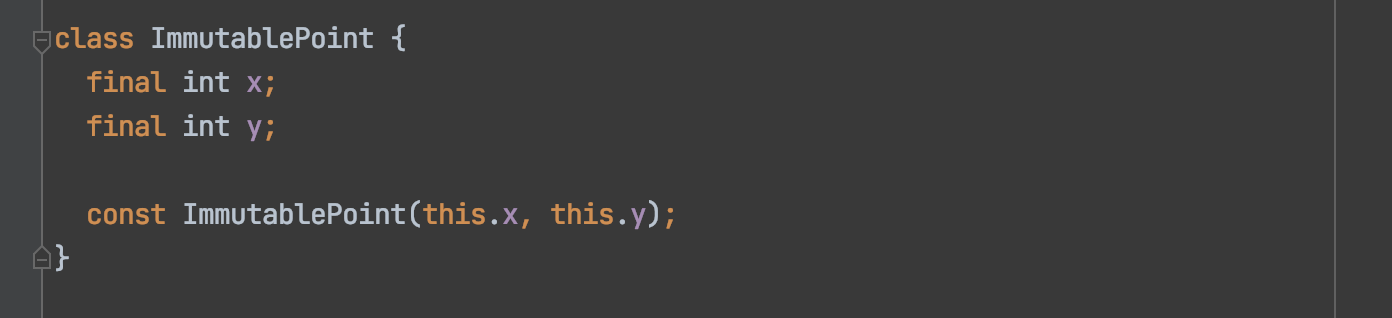 class ImmutablePoint {
  final int x;
  final int y;

  const ImmutablePoint(this.x, this.y);
}